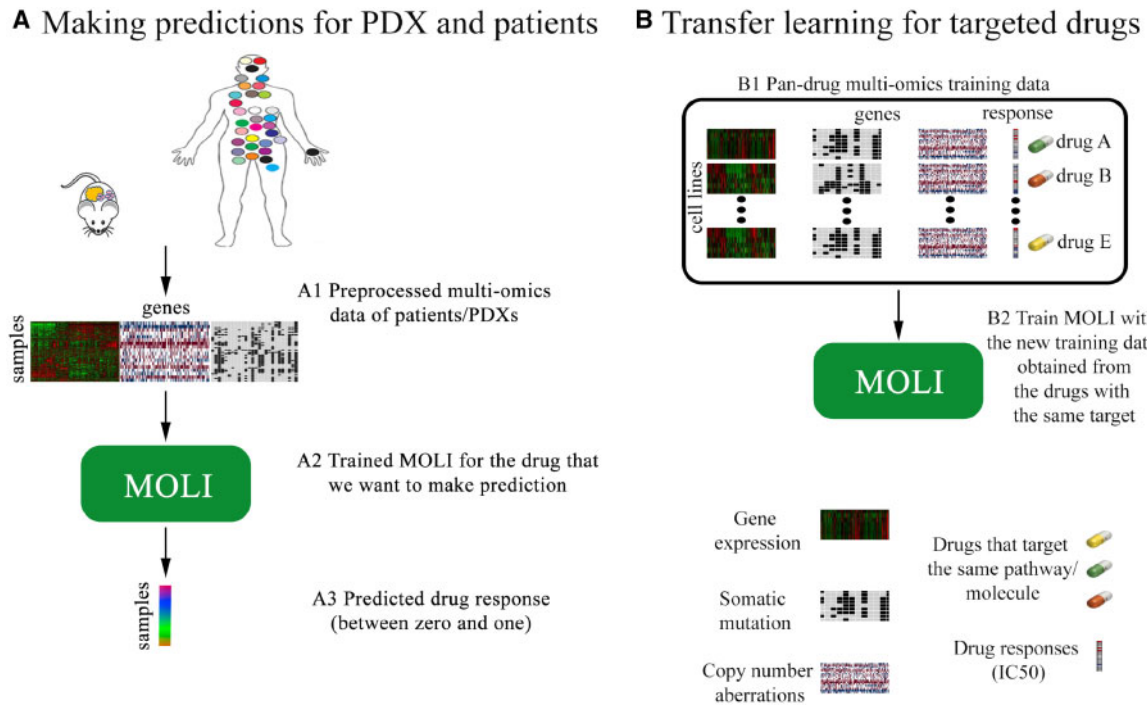 A Making predictions for PDX and patients
genes
samples
A1 Preprocessed multi-omics
data of patients/PDXs
MOLI
A2 Trained MOLI for the drug that
we want to make prediction
samples
A3 Predicted drug response
(between zero and one)
B Transfer learning for targeted drugs
B1 Pan-drug multi-omics training data
genes
response
cell lines
drug A
drug B
drug E
MOLI
B2 Train MOLI wit
the new training dat
obtained from
the drugs with
the same target
Gene
expression
Somatic
mutation
Copy number
aberrations
Drugs that target
the same pathway/
molecule
Drug responses
(IC50)